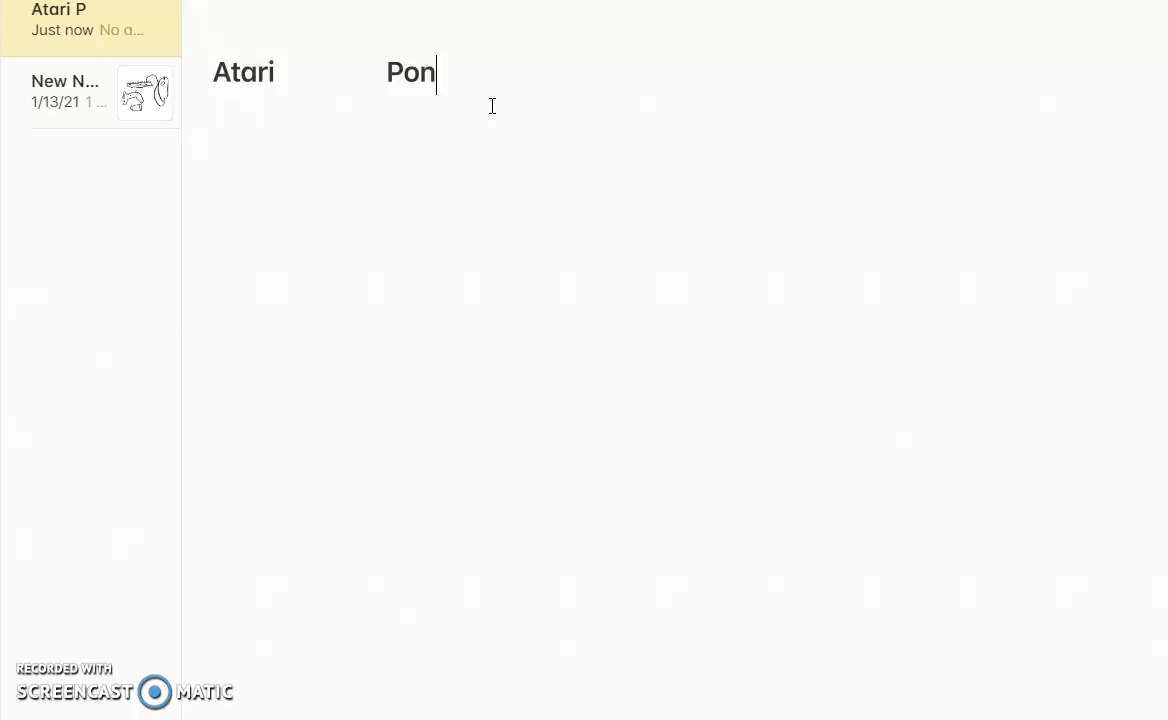 Atari P
Just now No a...
New N...
1/13/21 1 ...
Atari Pon
RECORDED WITH
SCREENCAST MATIC